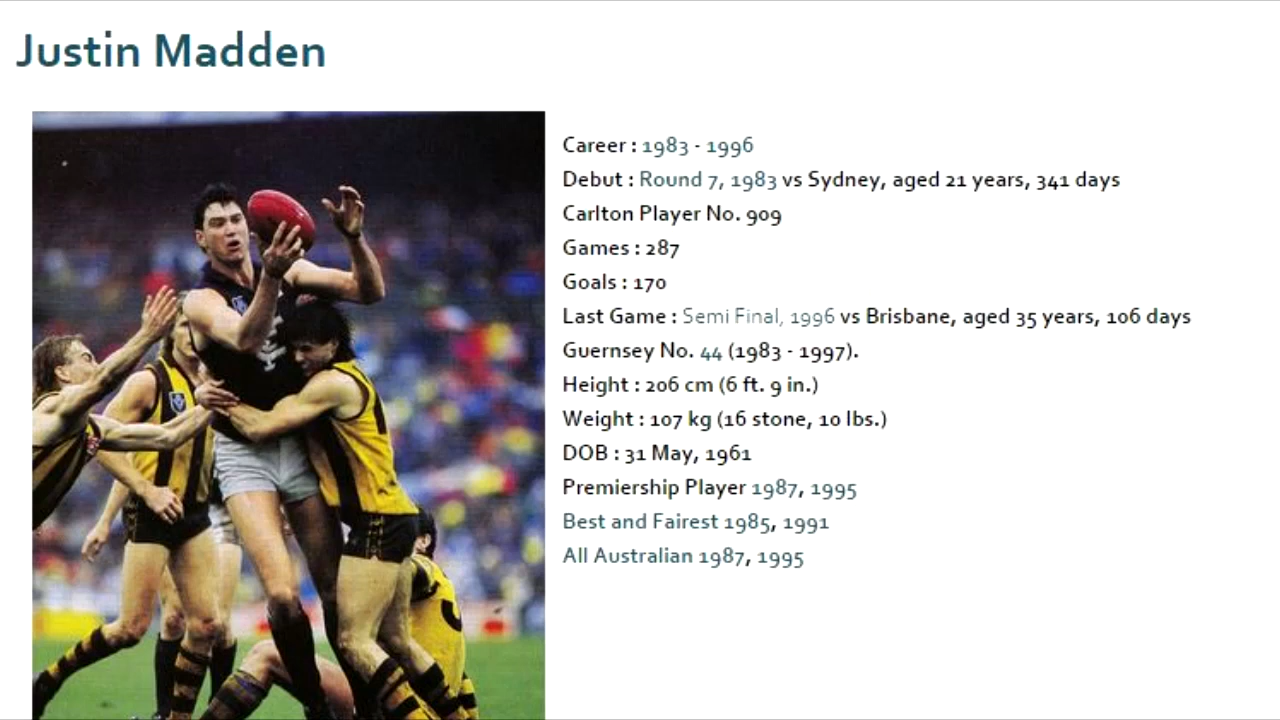 Justin Madden
Career : 1983 - 1996
Debut : Round 7, 1983 vs Sydney, aged 21 years, 341 days
Carlton Player No. 909
Games : 287
Goals : 170
Last Game : Semi Final, 1996 vs Brisbane, aged 35 years, 106 days
Guernsey No. 44 (1983 - 1997).
Height : 206 cm (6 ft. 9 in.)
Weight : 107 kg (16 stone, 10 lbs.)
DOB : 31 May, 1961
Premiership Player 1987, 1995
Best and Fairest 1985, 1991
All Australian 1987, 1995